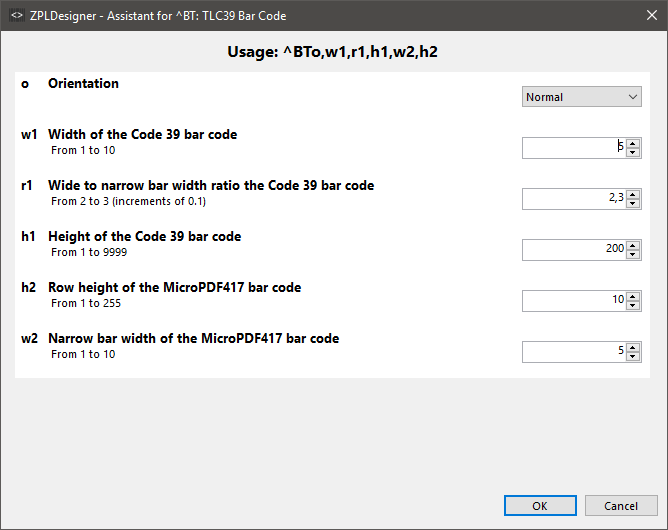 <> ZPLDesigner - Assistant for ^BT: TLC39 Bar Code
Usage: ^BTo,w1,r1,h1,w2,h2
o Orientation
Normal
w1 Width of the Code 39 bar code
From 1 to 10
5
r1 Wide to narrow bar width ratio the Code 39 bar code
From 2 to 3 (increments of 0.1)
2,3
h1 Height of the Code 39 bar code
From 1 to 9999
200
h2 Row height of the MicroPDF417 bar code
From 1 to 255
10
w2 Narrow bar width of the MicroPDF417 bar code
From 1 to 10
5
OK Cancel